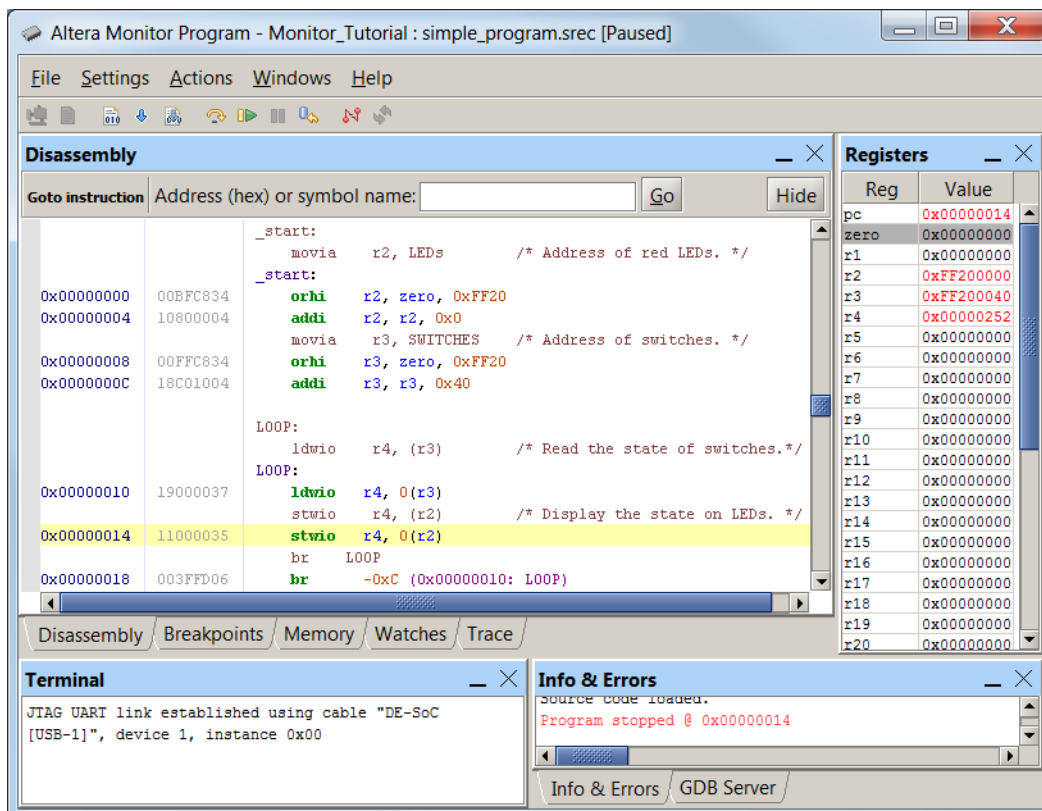 Altera Monitor Program - Monitor_Tutorial : simple_program.srec [Paused]
File Settings Actions Windows Help
Disassembly
Goto instruction Address (hex) or symbol name: Go Hide
_start:
movia r2, LEDs /* Address of red LEDs. */
_start:
0x00000000 00BFC834 orhi r2, zero, 0xFF20
0x00000004 10800004 addi r2, r2, 0x0
movia r3, SWITCHES /* Address of switches. */
0x00000008 00FFC834 orhi r3, zero, 0xFF20
0x0000000C 18C01004 addi r3, r3, 0x40
LOOP:
ldwio r4, (r3) /* Read the state of switches.*/
LOOP:
0x00000010 19000037 ldwio r4, 0(r3)
stwio r4, (r2) /* Display the state on LEDs. */
0x00000014 11000035 stwio r4, 0(r2)
br LOOP
0x00000018 003FFD06 br -0xC (0x00000010: LOOP)
Disassembly Breakpoints Memory Watches Trace
Registers
Reg Value
pc 0x00000014
zero 0x00000000
r1 0x00000000
r2 0xFF200000
r3 0xFF200040
r4 0x00000252
r5 0x00000000
r6 0x00000000
r7 0x00000000
r8 0x00000000
r9 0x00000000
r10 0x00000000
r11 0x00000000
r12 0x00000000
r13 0x00000000
r14 0x00000000
r15 0x00000000
r16 0x00000000
r17 0x00000000
r18 0x00000000
r19 0x00000000
r20 0x00000000
Terminal
JTAG UART link established using cable "DE-SoC
[USB-1]", device 1, instance 0x00
Info & Errors
Source code loaded.
Program stopped @ 0x00000014
Info & Errors GDB Server